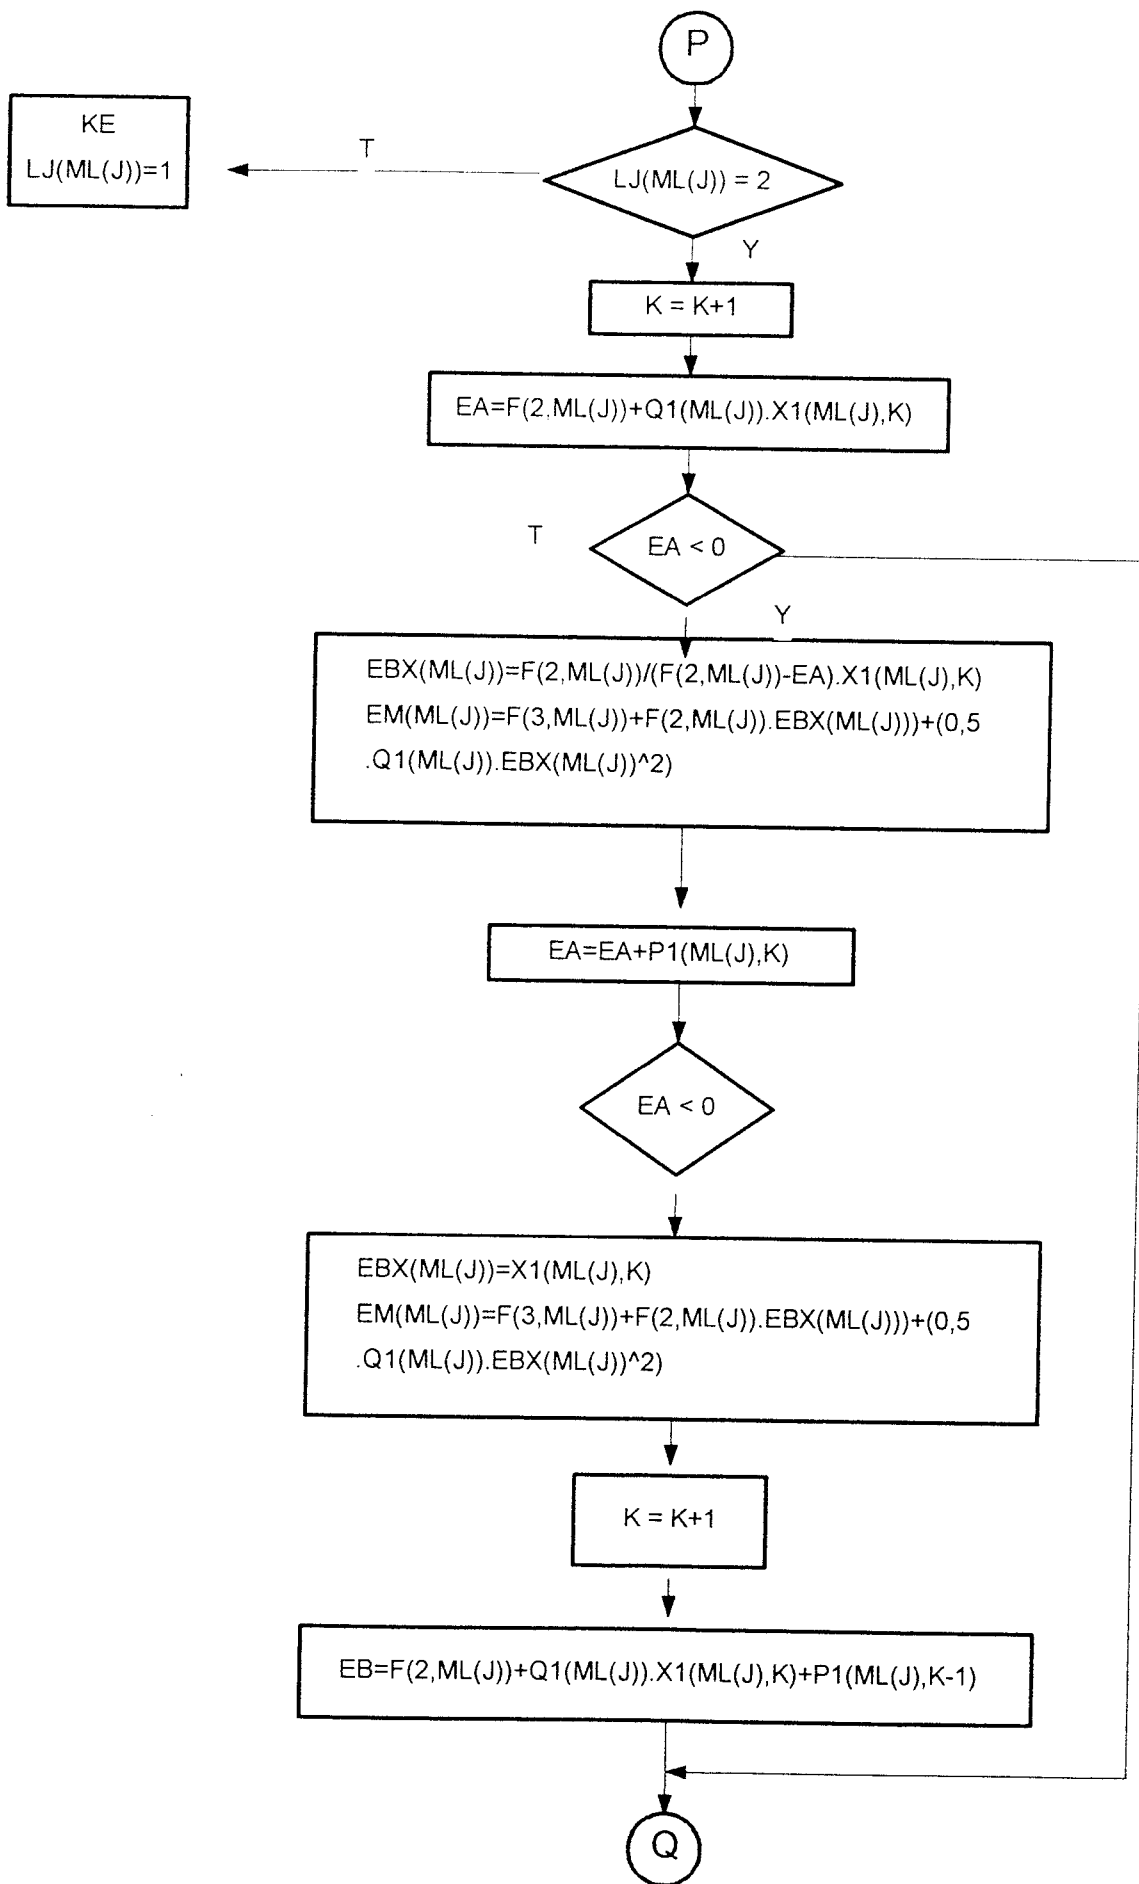 P
KE
LJ(ML(J))=1
T
LJ(ML(J)) = 2
Y
K = K+1
EA=F(2,ML(J))+Q1(ML(J)).X1(ML(J),K)
T
EA < 0
Y
EBX(ML(J))=F(2,ML(J))/(F(2,ML(J))-EA).X1(ML(J),K)
EM(ML(J))=F(3,ML(J))+F(2,ML(J)).EBX(ML(J)))+(0,5
.Q1(ML(J)).EBX(ML(J))^2)
EA=EA+P1(ML(J),K)
EA < 0
EBX(ML(J))=X1(ML(J),K)
EM(ML(J))=F(3,ML(J))+F(2,ML(J)).EBX(ML(J)))+(0,5
.Q1(ML(J)).EBX(ML(J))^2)
K = K+1
EB=F(2,ML(J))+Q1(ML(J)).X1(ML(J),K)+P1(ML(J),K-1)
Q